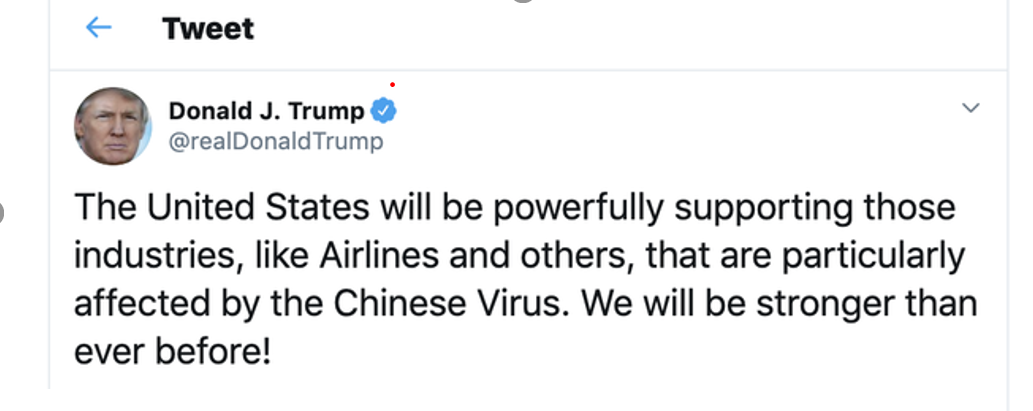 Tweet
Donald J. Trump
@realDonaldTrump
The United States will be powerfully supporting those
industries, like Airlines and others, that are particularly
affected by the Chinese Virus. We will be stronger than
ever before!